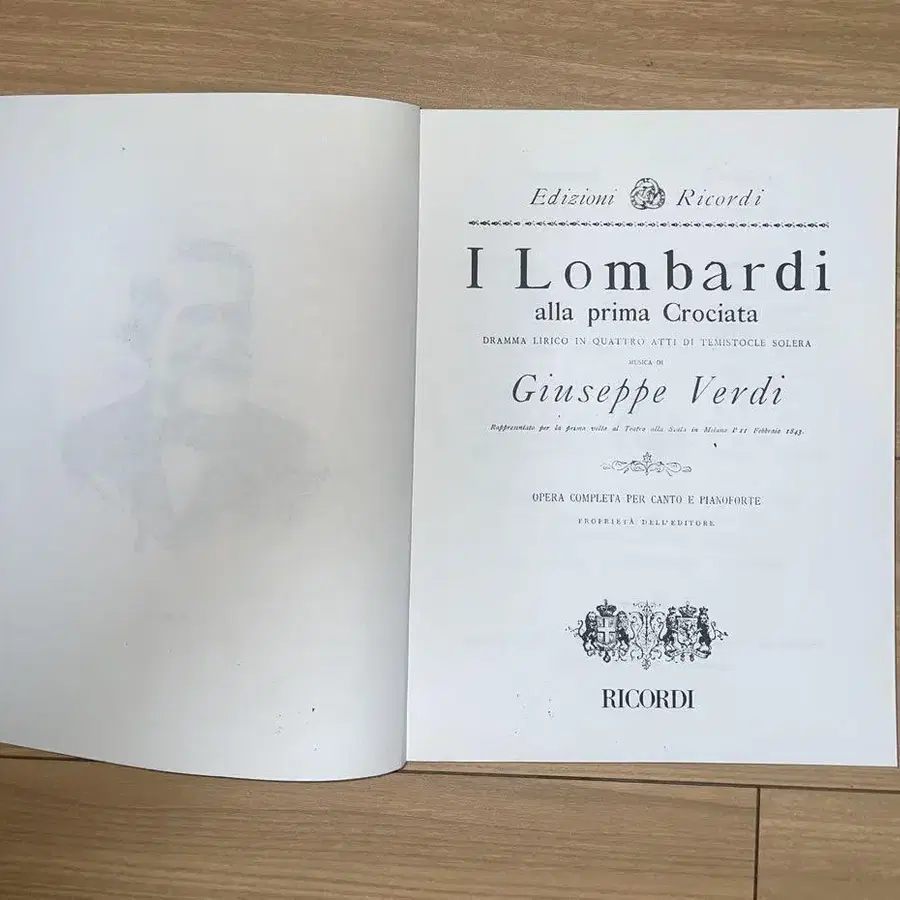 Edizioni Ricordi
I Lombardi
alla prima Crociata
DRAMMA LIRICO IN QUATTRO ATTI DI TEMISTOCLE SOLERA
MUSICA DI
Giuseppe Verdi
Rappresentato per la prima volta al Teatro alla Scala in Milano l'11 Febbraio 1843.
OPERA COMPLETA PER CANTO E PIANOFORTE
PROPRIETÀ DELL'EDITORE
RICORDI